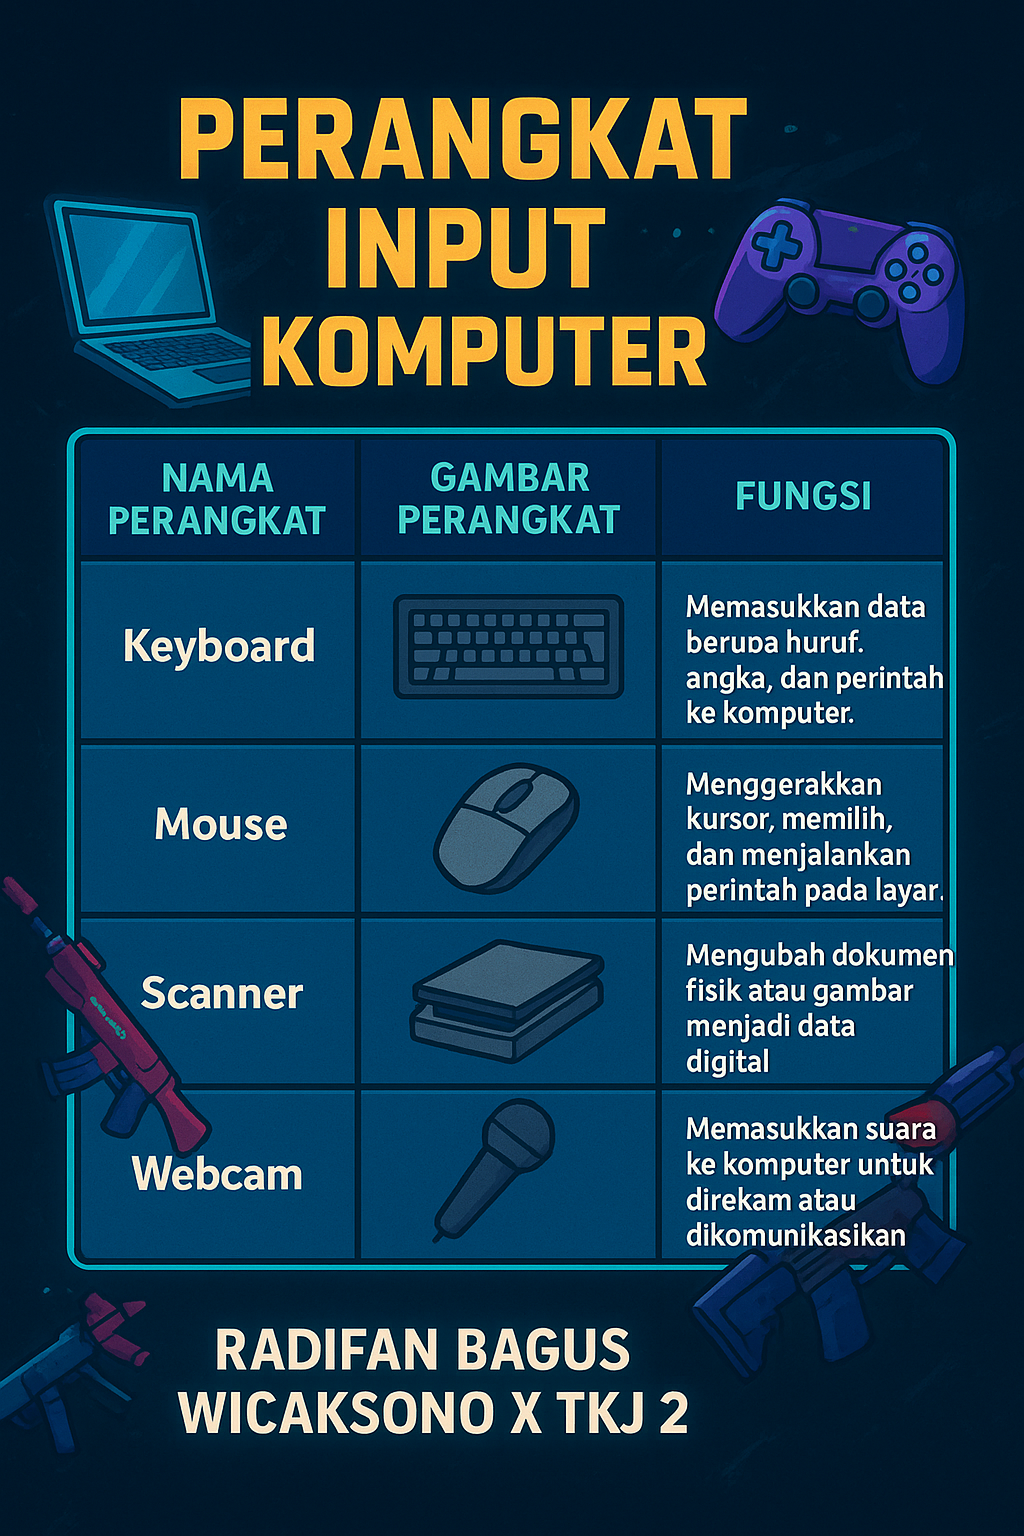 PERANGKAT
INPUT
KOMPUTER
NAMA
PERANGKAT
GAMBAR
PERANGKAT
FUNGSI
Keyboard
Memasukkan data
berupa huruf.
angka, dan perintah
ke komputer.
Mouse
Menggerakkan
kursor, memilih,
dan menjalankan
perintah pada layar.
Scanner
Mengubah dokumen
fisik atau gambar
menjadi data
digital
Webcam
Memasukkan suara
ke komputer untuk
direkam atau
dikomunikasikan
RADIFAN BAGUS
WICAKSONO X TKJ 2